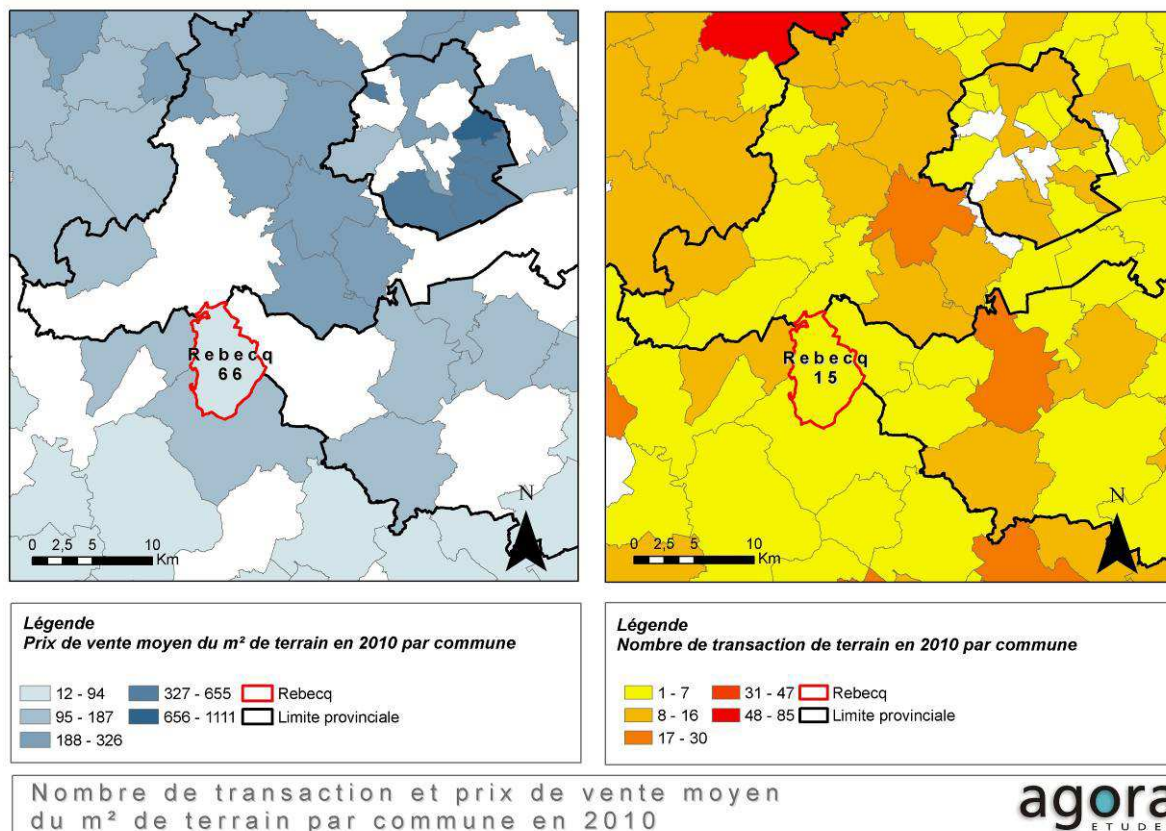 Rebecq
66
N
0 2,5 5 10
Km
Rebecq
15
N
0 2,5 5 10
Km
Légende
Prix de vente moyen du m² de terrain en 2010 par commune
12 - 94
327 - 655
Rebecq
95 - 187
656 - 1111
Limite provinciale
188 - 326
Légende
Nombre de transaction de terrain en 2010 par commune
1 - 7
31 - 47
Rebecq
8 - 16
48 - 85
Limite provinciale
17 - 30
Nombre de transaction et prix de vente moyen
du m² de terrain par commune en 2010
agora
ETUDE